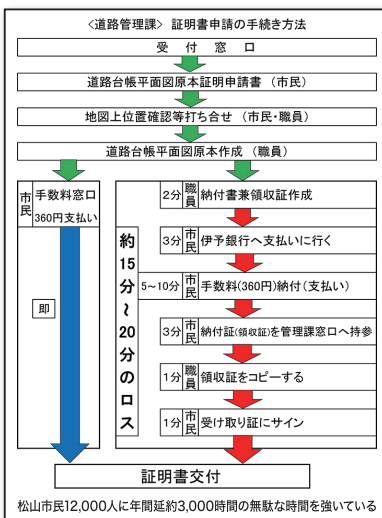 〈道路管理課〉証明書申請の手続き方法
受付窓口
道路台帳平面図原本証明申請書(市民)
地図上位置確認等打ち合せ(市民・職員)
道路台帳平面図原本作成(職員)
市民
手数料窓口
360円支払い
即
約15分~20分のロス
2分 職員 納付書兼領収証作成
3分 市民 伊予銀行へ支払いに行く
5~10分 市民 手数料(360円)納付(支払い)
3分 市民 納付証(領収証)を管理課窓口へ持参
1分 職員 領収証をコピーする
1分 市民 受け取り証にサイン
証明書交付
松山市民12,000人に年間延約3,000時間の無駄な時間を強いている